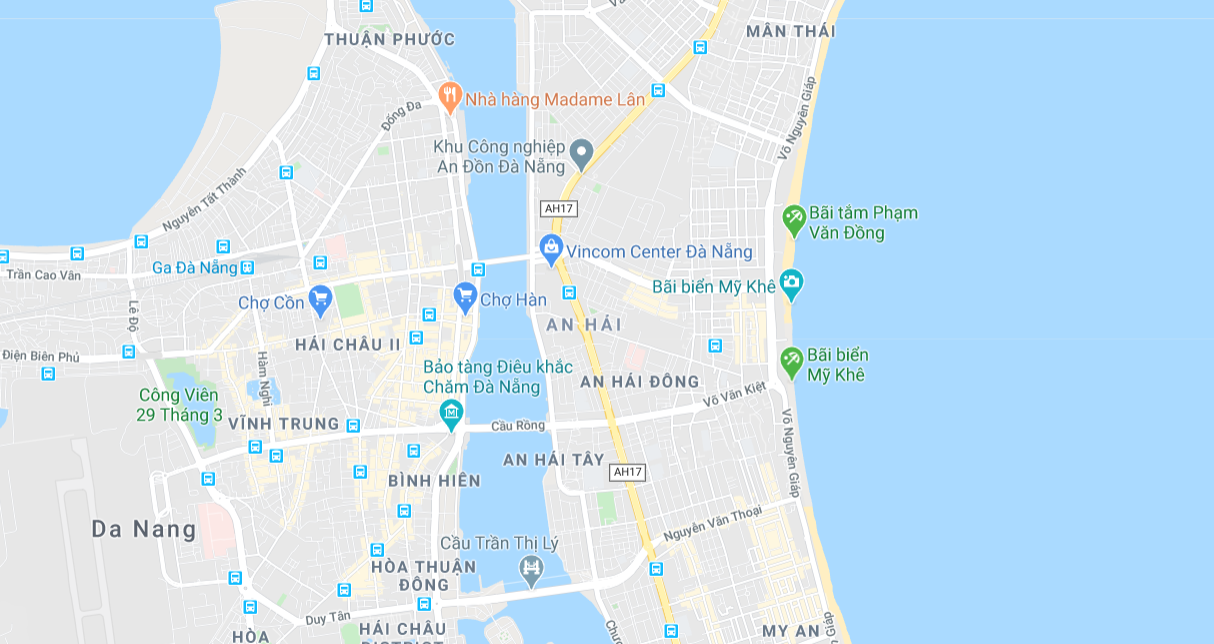 THUẬN PHƯỚC
MÂN THÁI
Nhà hàng Madame Lân
Đống Đa
Võ Nguyên Giáp
Khu Công nghiệp
An Đồn Đà Nẵng
Nguyễn Tất Thành
AH17
Bãi tắm Phạm
Văn Đồng
Vincom Center Đà Nẵng
Trần Cao Vân
Ga Đà Nẵng
Bãi biển Mỹ Khê
Chợ Cồn
Chợ Hàn
Lê Độ
AN HẢI
HẢI CHÂU II
Điện Biên Phủ
Hàm Nghi
Bảo tàng Điêu khắc
Chăm Đà Nẵng
Bãi biển
Mỹ Khê
AN HẢI ĐÔNG
Công Viên
29 Tháng 3
Võ Văn Kiệt
VĨNH TRUNG
Cầu Rồng
Võ Nguyên Giáp
AN HẢI TÂY
AH17
BÌNH HIÊN
Da Nang
Nguyễn Văn Thoại
Cầu Trần Thị Lý
HÒA THUẬN
ĐÔNG
Duy Tân
HẢI CHÂU
DISTRICT
HÒA
MY AN